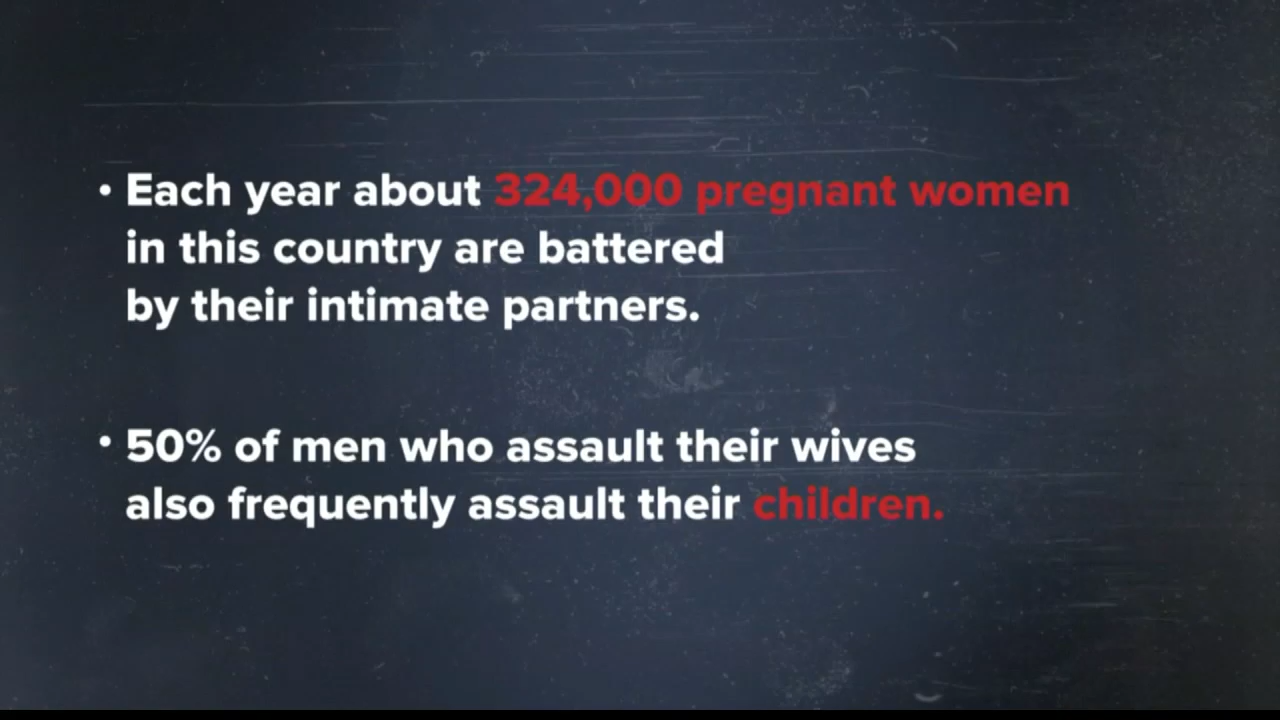 • Each year about 324,000 pregnant women
in this country are battered
by their intimate partners.
• 50% of men who assault their wives
also frequently assault their children.